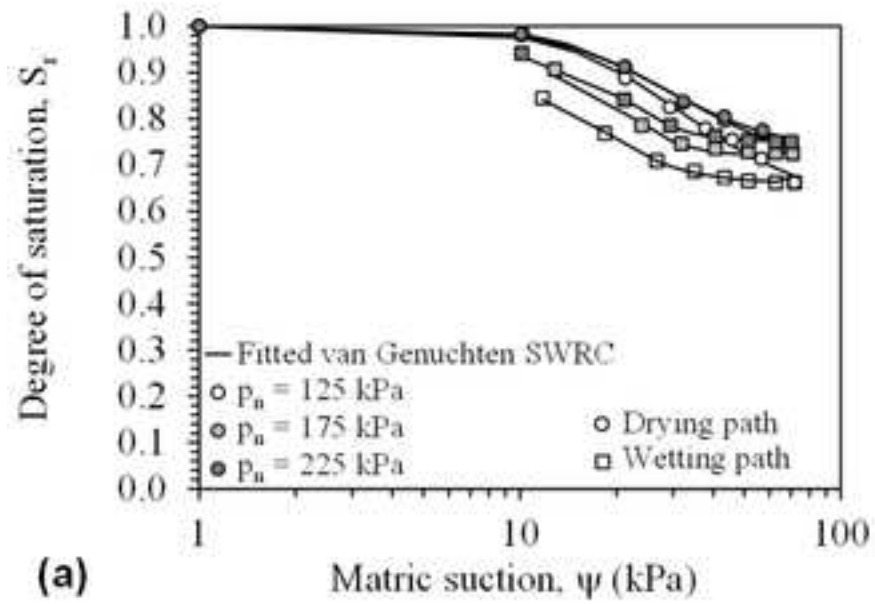 Degree of saturation, Sr
1.0
0.9
0.8
0.7
0.6
0.5
0.4
0.3
0.2
0.1
0.0
Fitted van Genuchten SWRC
pn = 125 kPa
pn = 175 kPa
pn = 225 kPa
Drying path
Wetting path
1
10
100
Matric suction, ψ (kPa)
(a)